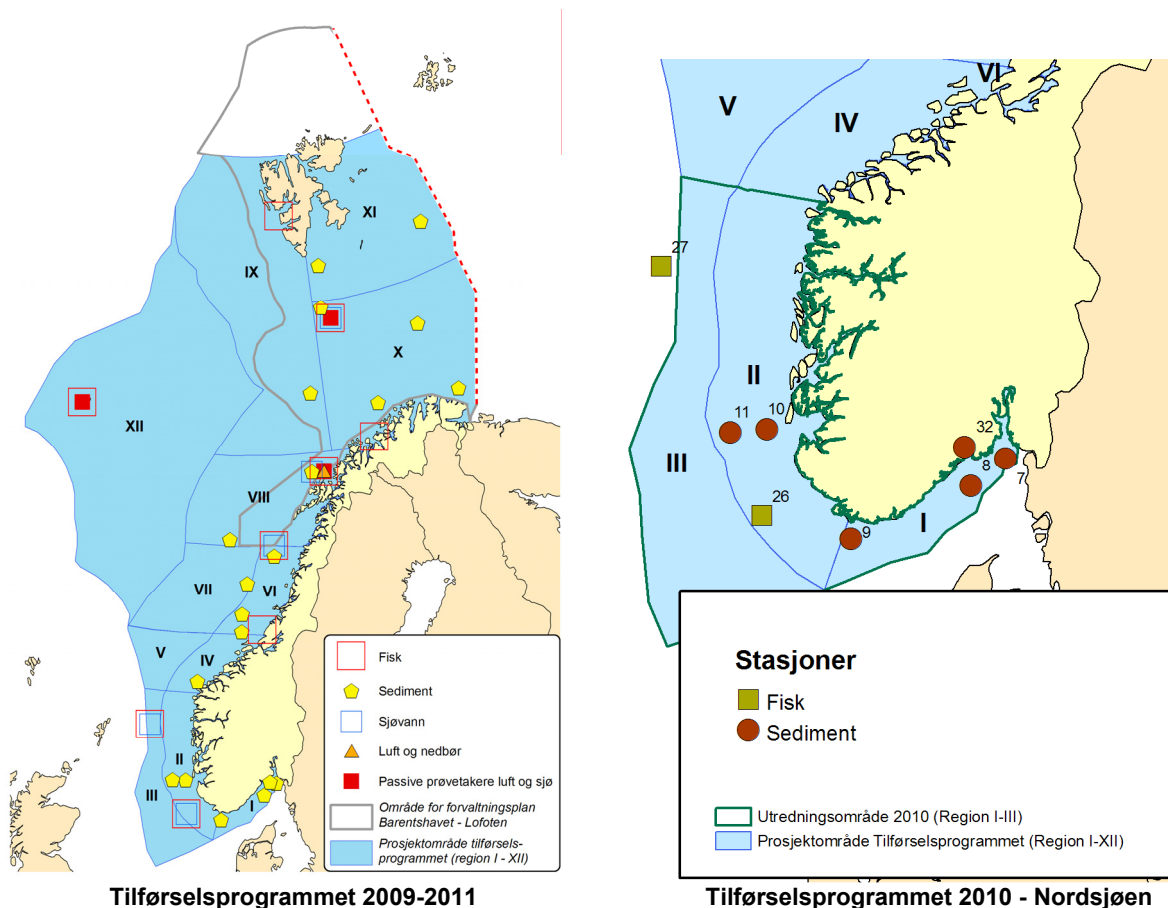 XI
IX
X
XII
VIII
VII
VI
V
IV
II
III
I
Fisk
Sediment
Sjøvann
Luft og nedbør
Passive prøvetakere luft og sjø
Område for forvaltningsplan
Barentshavet - Lofoten
Prosjektområde tilførsels-
programmet (region I - XII)
Tilførselsprogrammet 2009-2011
VI
V
IV
27
II
11
10
32
III
8
7
26
I
9
Stasjoner
Fisk
Sediment
Utredningsområde 2010 (Region I-III)
Prosjektområde Tilførselsprogrammet (Region I-XII)
Tilførselsprogrammet 2010 - Nordsjøen